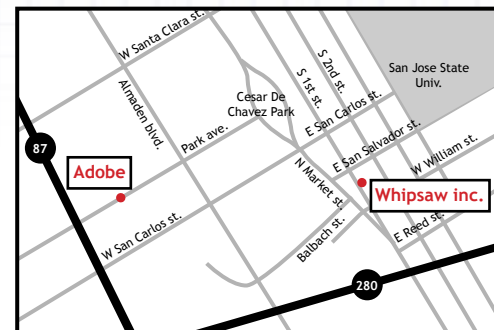 W Santa Clara st.
S 2nd st.
S 1st st.
San Jose State
Univ.
Almaden blvd.
Cesar De
Chavez Park
E San Carlos st.
Park ave.
E San Salvador st.
87
W William st.
Adobe
N Market st.
Whipsaw inc.
W San Carlos st.
Balbach st.
E Reed st.
280